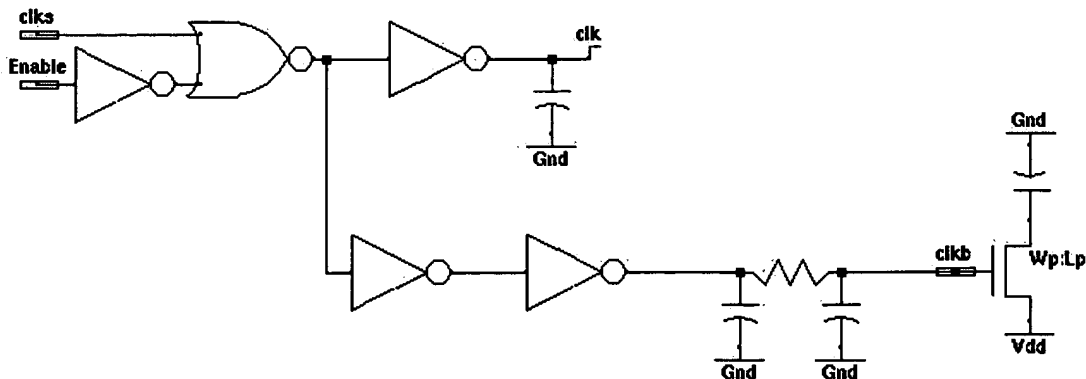 clks
Enable
clk
Gnd
Gnd
clkb
Wp:Lp
Gnd
Gnd
Vdd